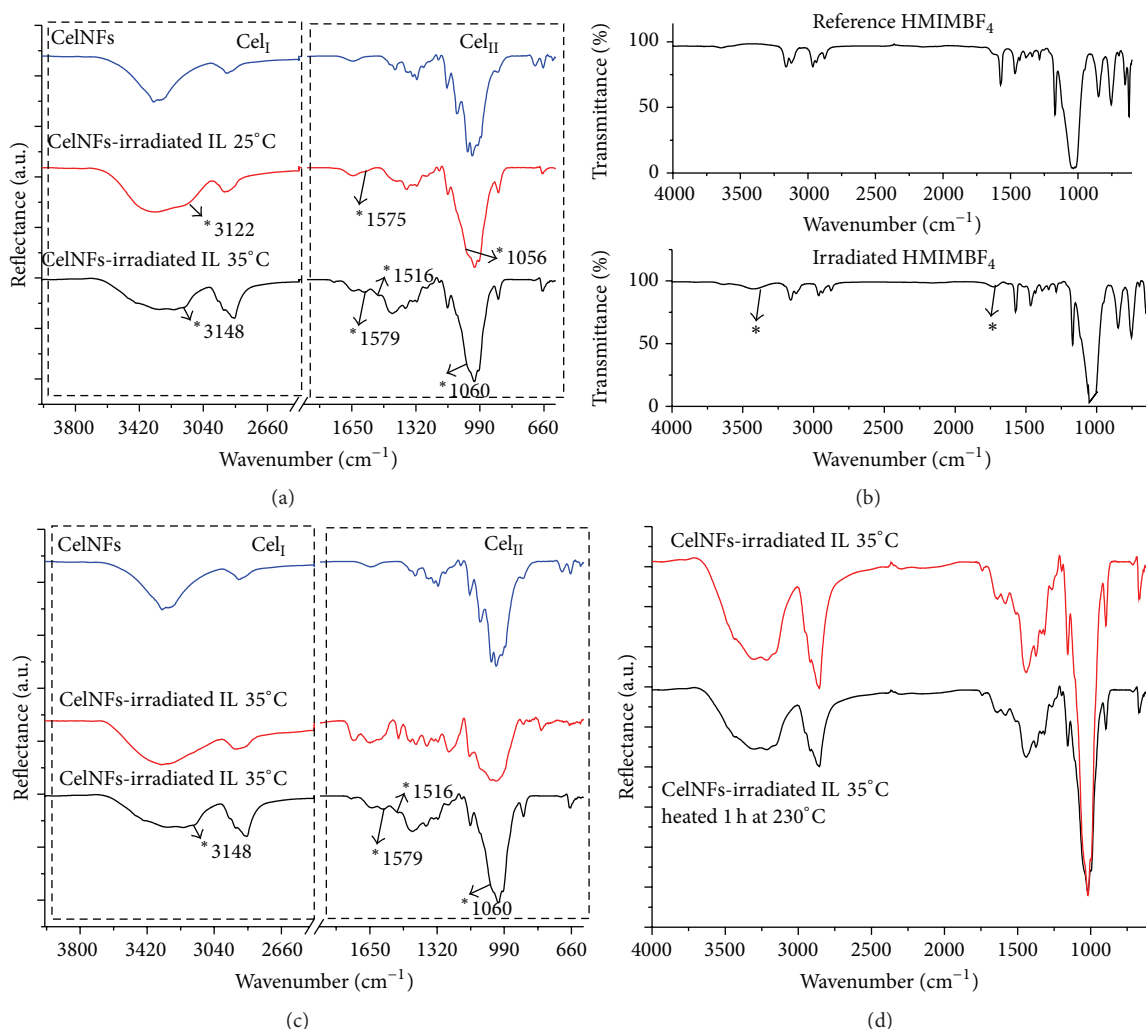 CelNFs
Cel_I
Cel_II
CelNFs-irradiated IL 25°C
*3122
*1575
*1056
CelNFs-irradiated IL 35°C
*1516
*3148
*1579
*1060
Reflectance (a.u.)
3800 3420 3040 2660 1650 1320 990 660
Wavenumber (cm⁻¹)
(a)
Reference HMIMBF₄
Transmittance (%)
100
50
0
4000 3500 3000 2500 2000 1500 1000
Wavenumber (cm⁻¹)
Irradiated HMIMBF₄
Transmittance (%)
100
50
0
*
*
4000 3500 3000 2500 2000 1500 1000
Wavenumber (cm⁻¹)
(b)
CelNFs
Cel_I
Cel_II
CelNFs-irradiated IL 35°C
CelNFs-irradiated IL 35°C
*1516
*3148
*1579
*1060
Reflectance (a.u.)
3800 3420 3040 2660 1650 1320 990 660
Wavenumber (cm⁻¹)
(c)
CelNFs-irradiated IL 35°C
CelNFs-irradiated IL 35°C
heated 1 h at 230°C
Reflectance (a.u.)
4000 3500 3000 2500 2000 1500 1000
Wavenumber (cm⁻¹)
(d)